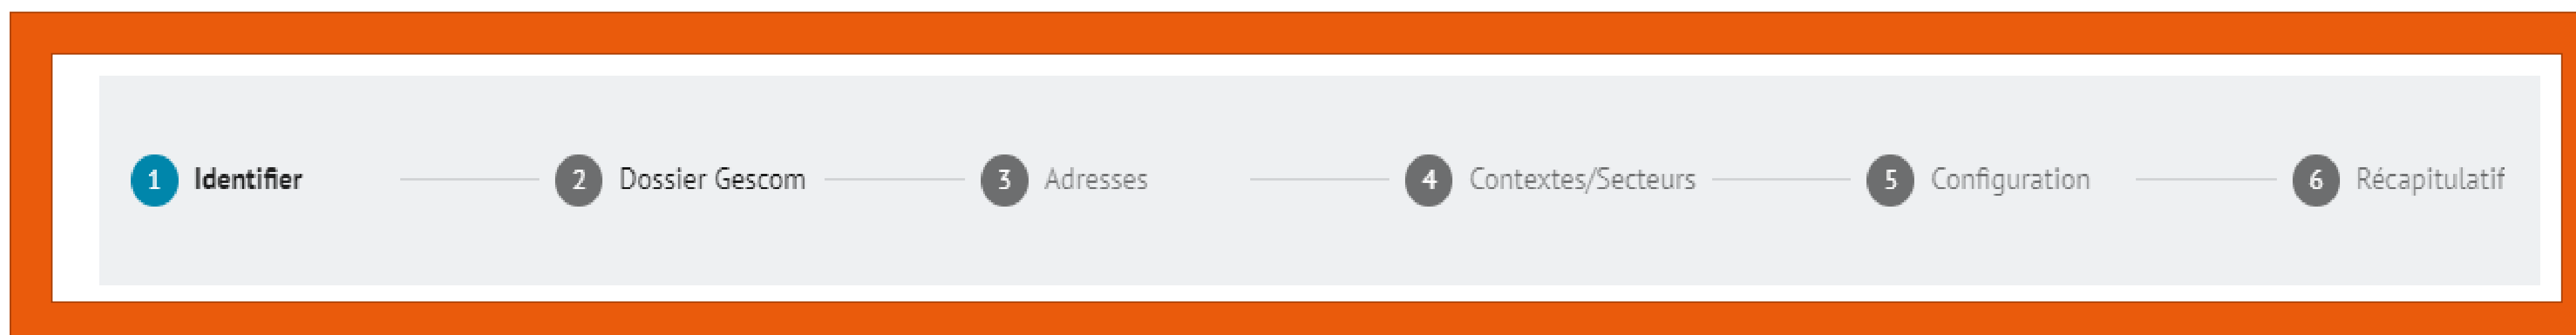 1 Identifier 2 Dossier Gescom 3 Adresses 4 Contextes/Secteurs 5 Configuration 6 Récapitulatif